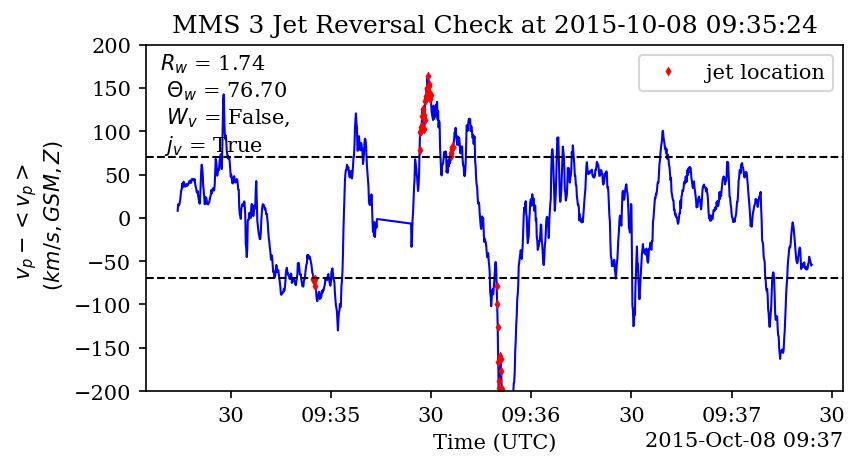 MMS 3 Jet Reversal Check at 2015-10-08 09:35:24
R_w = 1.74
Θ_w = 76.70
W_v = False,
j_v = True
jet location
200
150
100
50
0
−50
−100
−150
−200
v_p − < v_p >
(km/s, GSM, Z)
30
09:35
30
09:36
30
09:37
30
Time (UTC)
2015-Oct-08 09:37